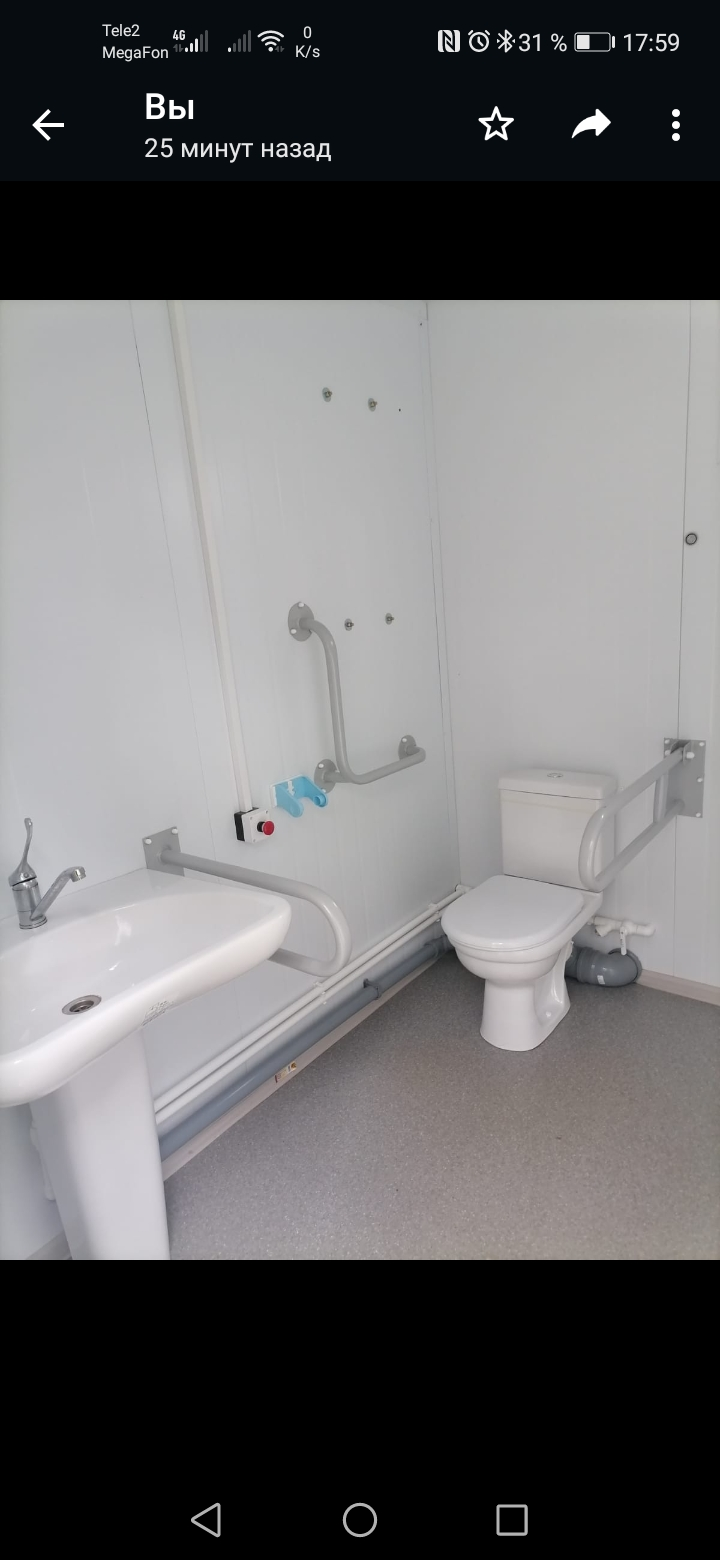 Tele2
MegaFon
4G
0
K/s
31 %
17:59
Вы
25 минут назад